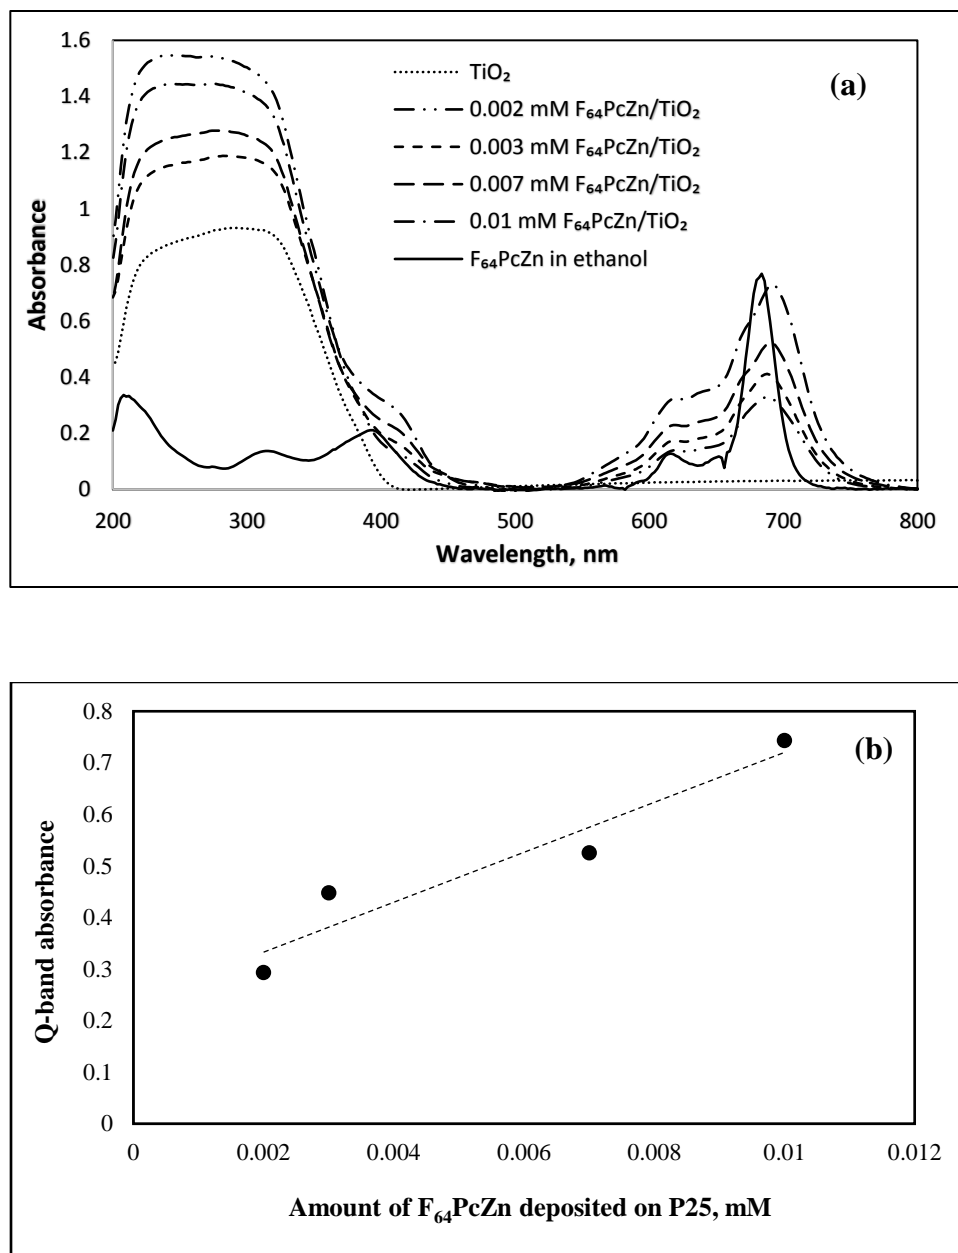 (a)
TiO₂
0.002 mM F₆₄PcZn/TiO₂
0.003 mM F₆₄PcZn/TiO₂
0.007 mM F₆₄PcZn/TiO₂
0.01 mM F₆₄PcZn/TiO₂
F₆₄PcZn in ethanol
Absorbance
1.6
1.4
1.2
1
0.8
0.6
0.4
0.2
0
200 300 400 500 600 700 800
Wavelength, nm
(b)
Q-band absorbance
0.8
0.7
0.6
0.5
0.4
0.3
0.2
0.1
0
0 0.002 0.004 0.006 0.008 0.01 0.012
Amount of F₆₄PcZn deposited on P25, mM